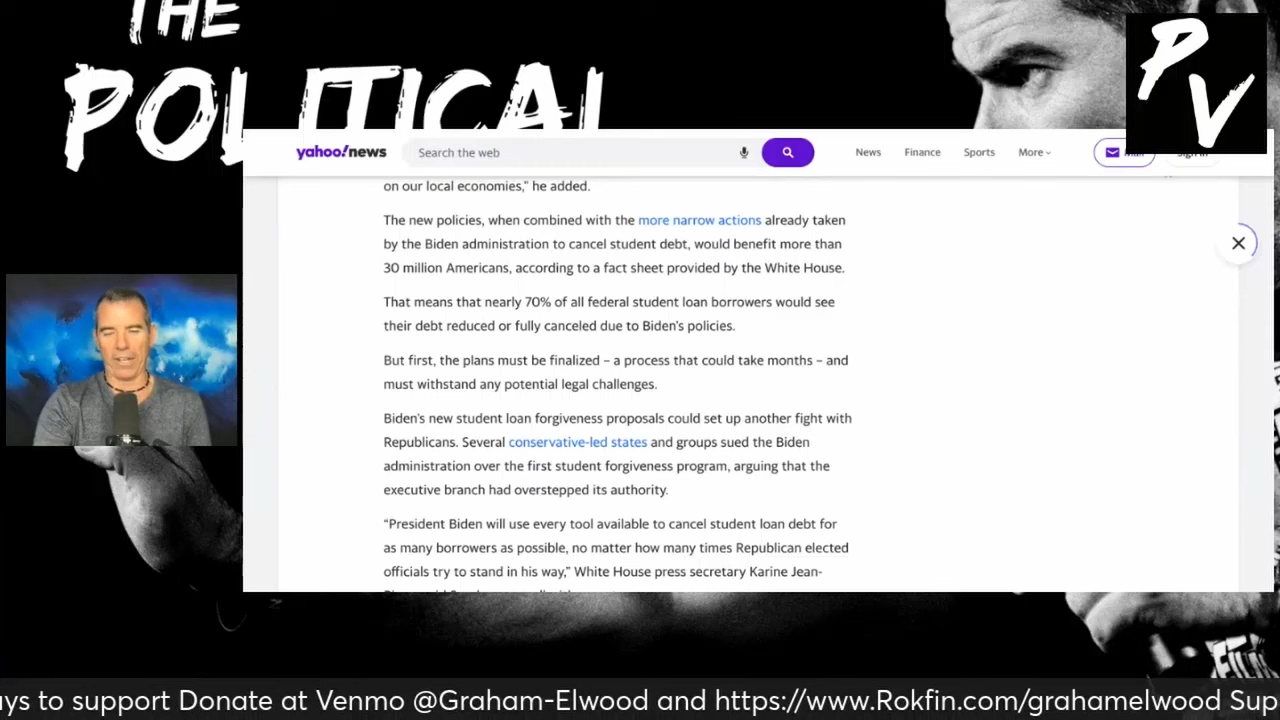 THE
POLITICAL
PV
yahoo!news
Search the web
News
Finance
Sports
More
on our local economies," he added.
The new policies, when combined with the more narrow actions already taken
by the Biden administration to cancel student debt, would benefit more than
30 million Americans, according to a fact sheet provided by the White House.
That means that nearly 70% of all federal student loan borrowers would see
their debt reduced or fully canceled due to Biden's policies.
But first, the plans must be finalized – a process that could take months – and
must withstand any potential legal challenges.
Biden's new student loan forgiveness proposals could set up another fight with
Republicans. Several conservative-led states and groups sued the Biden
administration over the first student forgiveness program, arguing that the
executive branch had overstepped its authority.
"President Biden will use every tool available to cancel student loan debt for
as many borrowers as possible, no matter how many times Republican elected
officials try to stand in his way," White House press secretary Karine Jean-
ays to support Donate at Venmo @Graham-Elwood and https://www.Rokfin.com/grahamelwood Sup